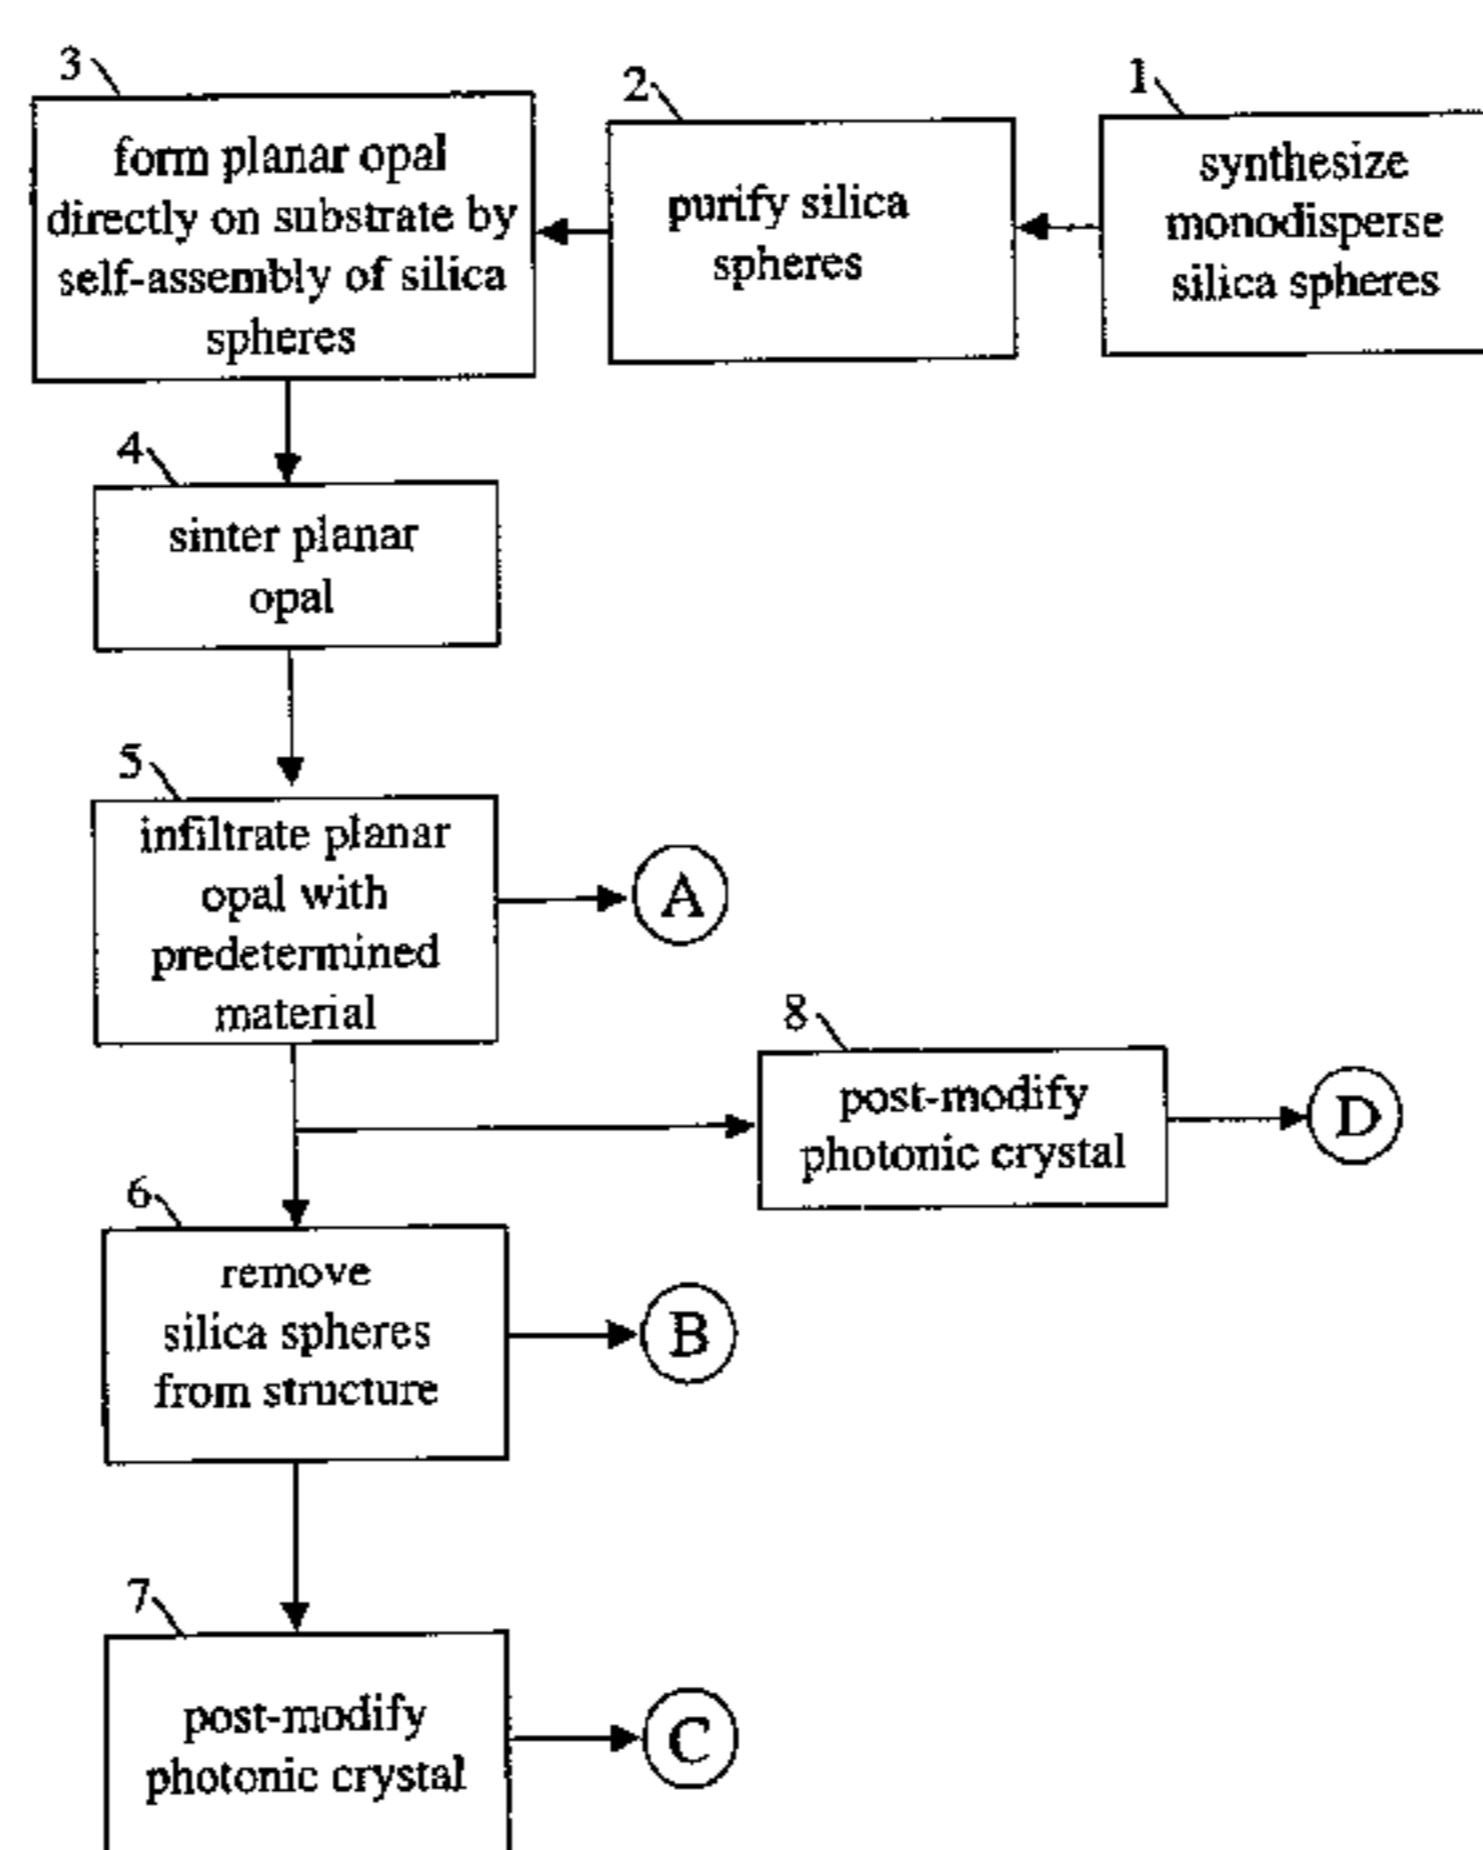 1
synthesize
monodisperse
silica spheres
2
purify silica
spheres
3
form planar opal
directly on substrate by
self-assembly of silica
spheres
4
sinter planar
opal
5
infiltrate planar
opal with
predetermined
material
A
8
post-modify
photonic crystal
D
6
remove
silica spheres
from structure
B
7
post-modify
photonic crystal
C